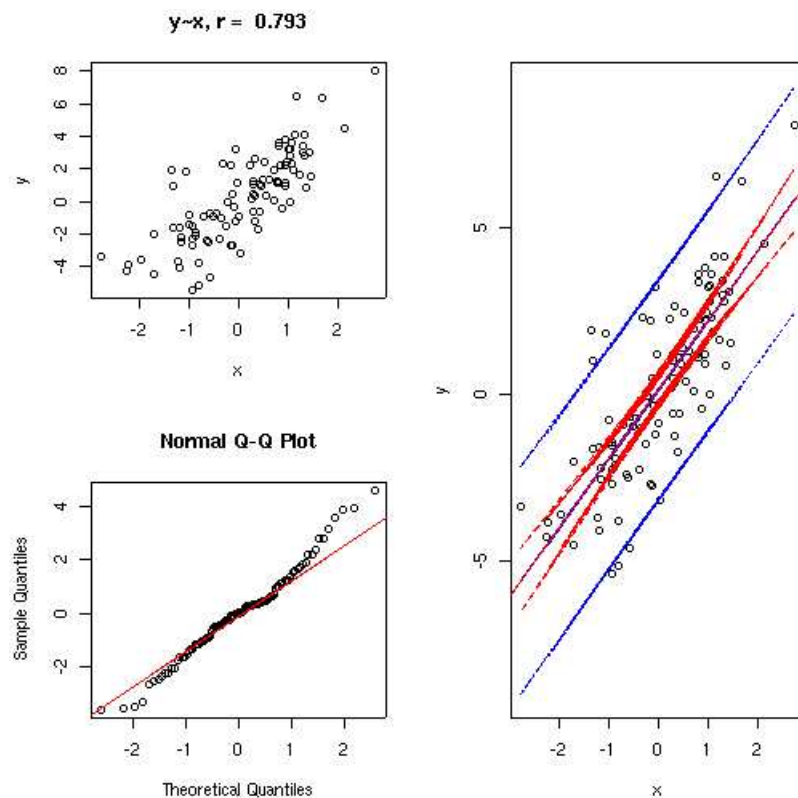 y~x, r = 0.793
8
6
4
2
0
-2
-4
y
-2 -1 0 1 2
x
Normal Q-Q Plot
4
2
0
-2
Sample Quantiles
-2 -1 0 1 2
Theoretical Quantiles
5
0
-5
y
-2 -1 0 1 2
x